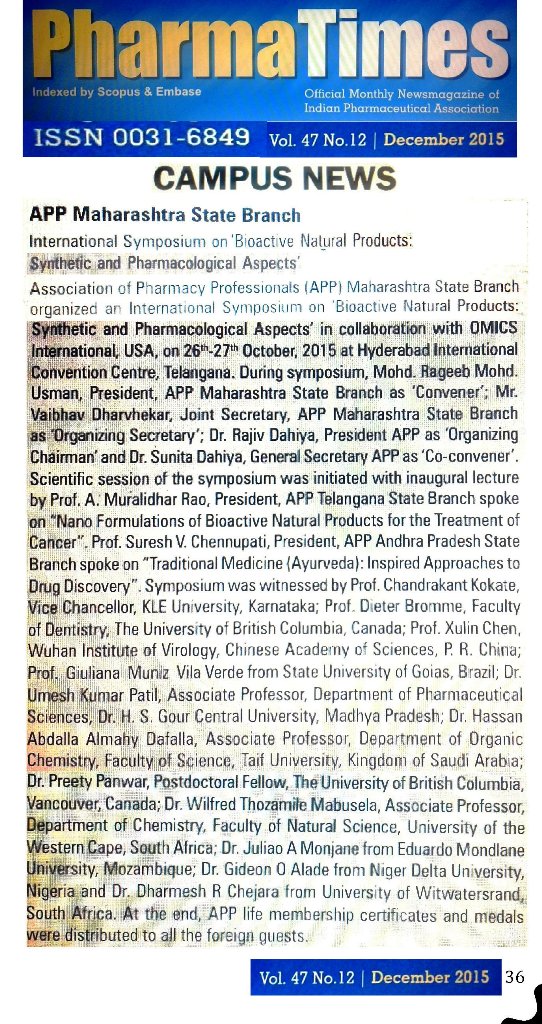 PharmaTimes
Indexed by Scopus & Embase
Official Monthly Newsmagazine of
Indian Pharmaceutical Association
ISSN 0031-6849 Vol. 47 No.12 | December 2015
CAMPUS NEWS
APP Maharashtra State Branch
International Symposium on 'Bioactive Natural Products:
Synthetic and Pharmacological Aspects'
Association of Pharmacy Professionals (APP) Maharashtra State Branch
organized an International Symposium on 'Bioactive Natural Products:
Synthetic and Pharmacological Aspects' in collaboration with OMICS
International, USA, on 26th-27th October, 2015 at Hyderabad International
Convention Centre, Telangana. During symposium, Mohd. Rageeb Mohd.
Usman, President, APP Maharashtra State Branch as 'Convener'; Mr.
Vaibhav Dharvhekar, Joint Secretary, APP Maharashtra State Branch
as 'Organizing Secretary'; Dr. Rajiv Dahiya, President APP as 'Organizing
Chairman' and Dr. Sunita Dahiya, General Secretary APP as 'Co-convener'.
Scientific session of the symposium was initiated with inaugural lecture
by Prof. A. Muralidhar Rao, President, APP Telangana State Branch spoke
on "Nano Formulations of Bioactive Natural Products for the Treatment of
Cancer". Prof. Suresh V. Chennupati, President, APP Andhra Pradesh State
Branch spoke on "Traditional Medicine (Ayurveda): Inspired Approaches to
Drug Discovery". Symposium was witnessed by Prof. Chandrakant Kokate,
Vice Chancellor, KLE University, Karnataka; Prof. Dieter Bromme, Faculty
of Dentistry, The University of British Columbia, Canada; Prof. Xulin Chen,
Wuhan Institute of Virology, Chinese Academy of Sciences, P. R. China;
Prof. Giuliana Muniz Vila Verde from State University of Goias, Brazil; Dr.
Umesh Kumar Patil, Associate Professor, Department of Pharmaceutical
Sciences, Dr. H. S. Gour Central University, Madhya Pradesh; Dr. Hassan
Abdalla Almahy Dafalla, Associate Professor, Department of Organic
Chemistry, Faculty of Science, Taif University, Kingdom of Saudi Arabia;
Dr. Preety Panwar, Postdoctoral Fellow, The University of British Columbia,
Vancouver, Canada; Dr. Wilfred Thozamile Mabusela, Associate Professor,
Department of Chemistry, Faculty of Natural Science, University of the
Western Cape, South Africa; Dr. Juliao A Monjane from Eduardo Mondlane
University, Mozambique; Dr. Gideon O Alade from Niger Delta University,
Nigeria and Dr. Dharmesh R Chejara from University of Witwatersrand,
South Africa. At the end, APP life membership certificates and medals
were distributed to all the foreign guests.
Vol. 47 No.12 | December 2015 36